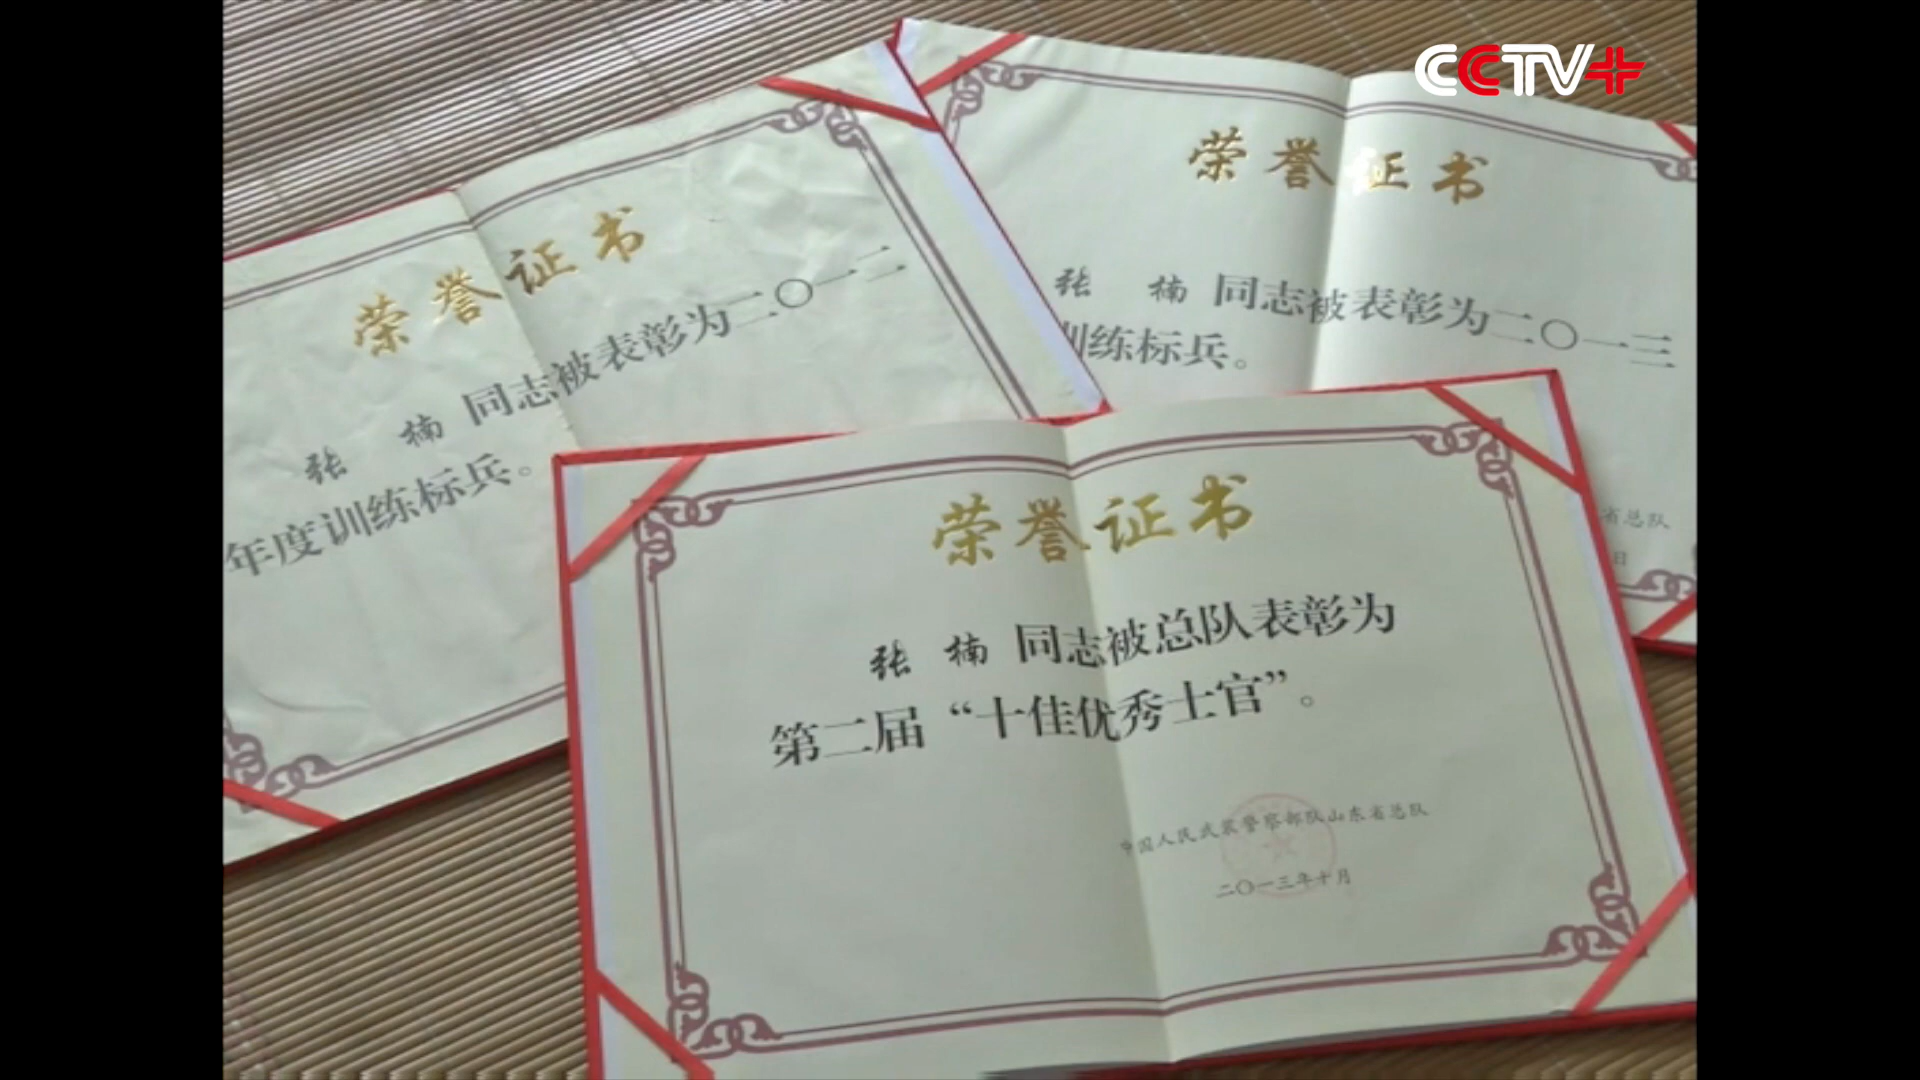 CCTV+
荣誉证书
张 楠 同志被表彰为二〇一二
年度训练标兵。
荣誉证书
张 楠 同志被表彰为二〇一三
训练标兵。
省总队
日
荣誉证书
张 楠 同志被总队表彰为
第二届“十佳优秀士官”。
中国人民武装警察部队山东省总队
二〇一三年十月